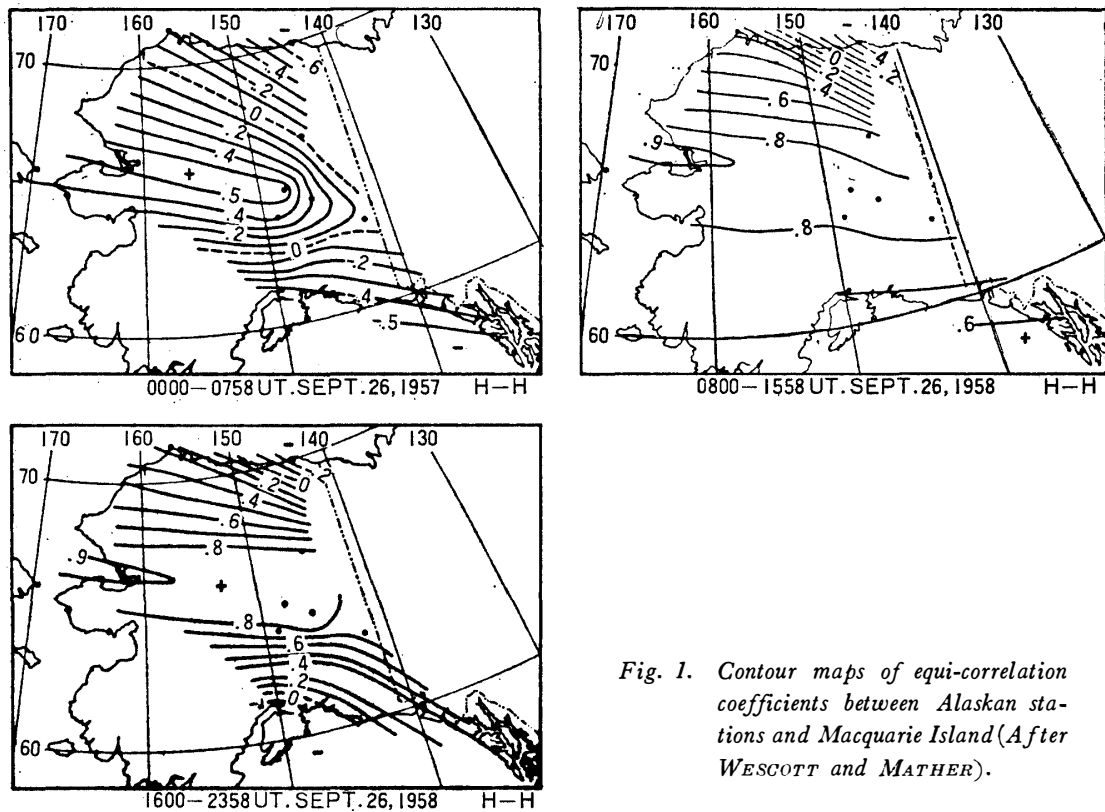 170 160 150 140 130
70
60
- .4 .2 .6 0 .2 .4 + .5 .4 .2 0 -.2 -.4 -.5 -
0000—0758 UT. SEPT. 26, 1957 H—H
170 160 150 140 130
70
60
- 0 .2 .4 .2 .4 .6 .8 .9 .8 .6 +
0800—1558 UT. SEPT. 26, 1958 H—H
170 160 150 140 130
70
60
- .2 0 .2 .4 .6 .8 .9 + .8 .6 .4 .2 0 -
1600—2358 UT. SEPT. 26, 1958 H—H
Fig. 1. Contour maps of equi-correlation
coefficients between Alaskan sta-
tions and Macquarie Island (After
WESCOTT and MATHER).